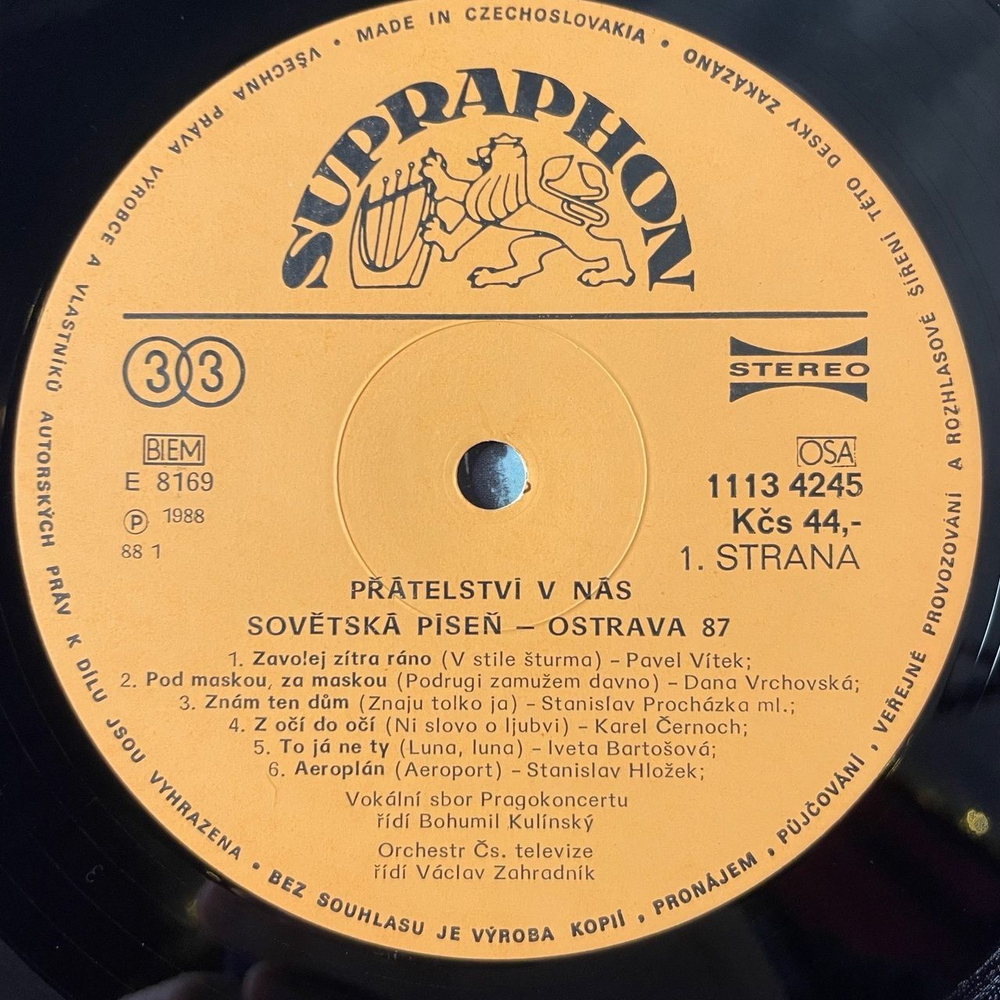 MADE IN CZECHOSLOVAKIA • VŠECHNA PRÁVA VÝROBCE A VLASTNÍKŮ AUTORSKÝCH PRÁV K DÍLU JSOU VYHRAZENA • BEZ SOUHLASU JE VÝROBA KOPIÍ , PRONÁJEM , PŮJČOVÁNÍ , VEŘEJNÉ PROVOZOVÁNÍ A ROZHLASOVÉ ŠÍŘENÍ TÉTO DESKY ZAKÁZÁNO •
SUPRAPHON
33
STEREO
BIEM
OSA
E 8169
1113 4245
Ⓟ 1988
Kčs 44,-
88 1
1. STRANA
PŘÁTELSTVÍ V NÁS
SOVĚTSKÁ PÍSEŇ – OSTRAVA 87
1. Zavolej zítra ráno (V stile šturma) – Pavel Vítek;
2. Pod maskou, za maskou (Podrugi zamužem davno) – Dana Vrchovská;
3. Znám ten dům (Znaju tolko ja) – Stanislav Procházka ml.;
4. Z očí do očí (Ni slovo o ljubvi) – Karel Černoch;
5. To já ne ty (Luna, luna) – Iveta Bartošová;
6. Aeroplán (Aeroport) – Stanislav Hložek;
Vokální sbor Pragokoncertu
řídí Bohumil Kulínský
Orchestr Čs. televize
řídí Václav Zahradník